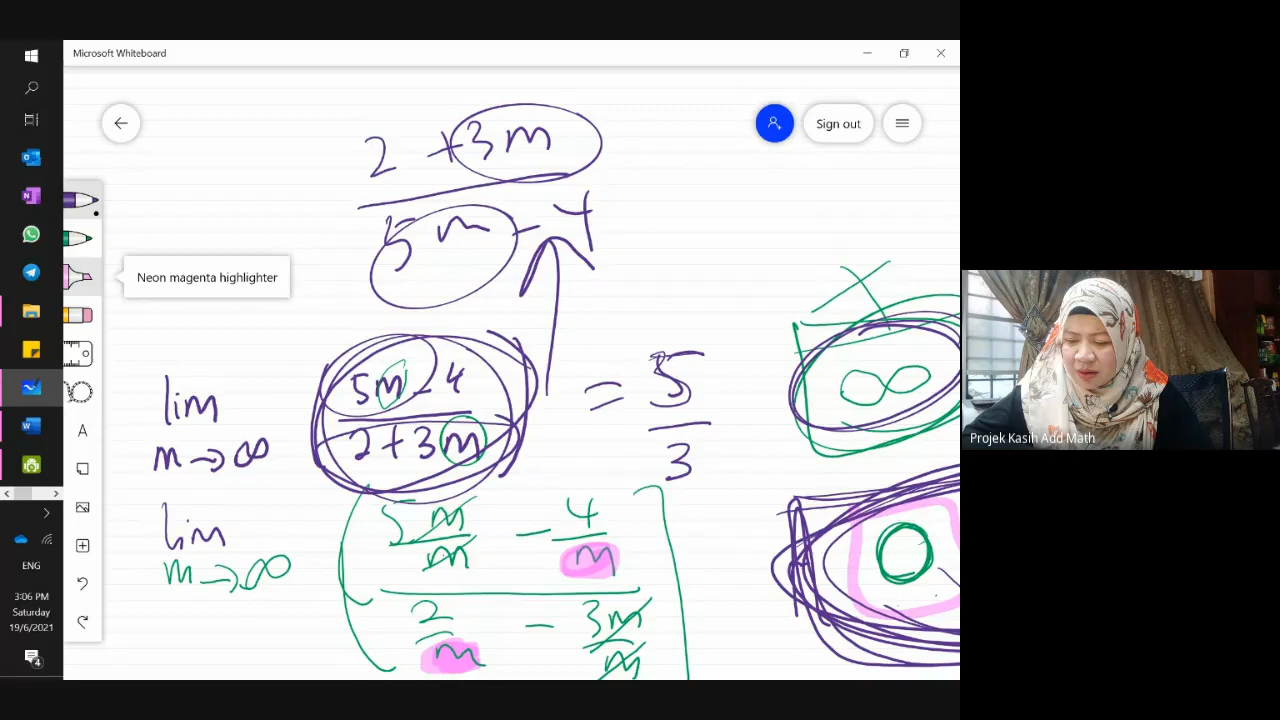 Microsoft Whiteboard
Sign out
2 + 3m
5m - 4
Neon magenta highlighter
lim m→∞ 5m - 4 / 2 + 3m = 5 / 3
∞
lim m→∞ 5m/m - 4/m
2/m - 3m/m
0
Projek Kasih Add Math
A
ENG
3:06 PM
Saturday
19/6/2021
4